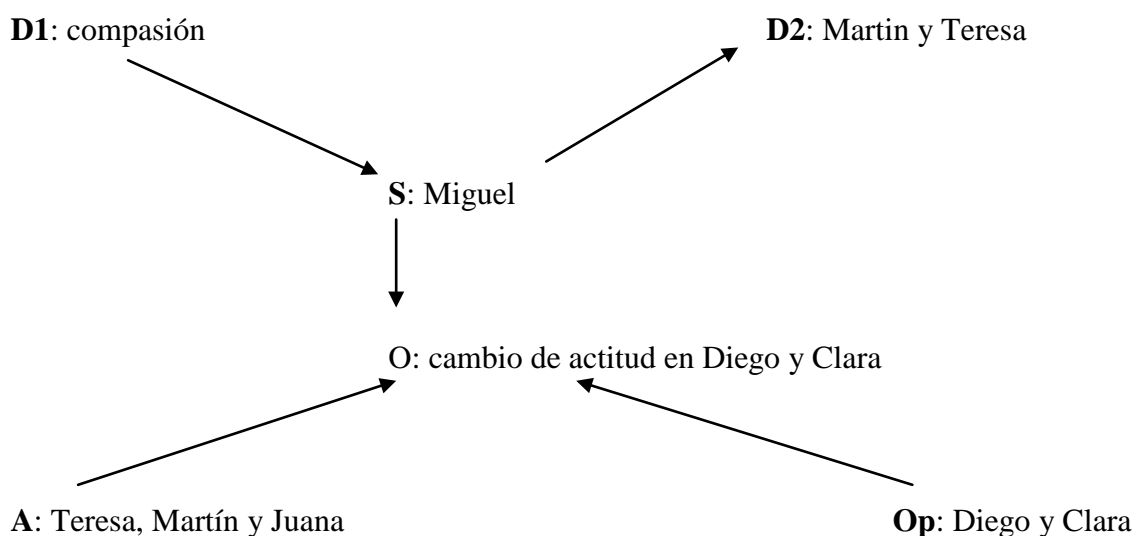 D1: compasión
D2: Martin y Teresa
S: Miguel
O: cambio de actitud en Diego y Clara
A: Teresa, Martín y Juana
Op: Diego y Clara